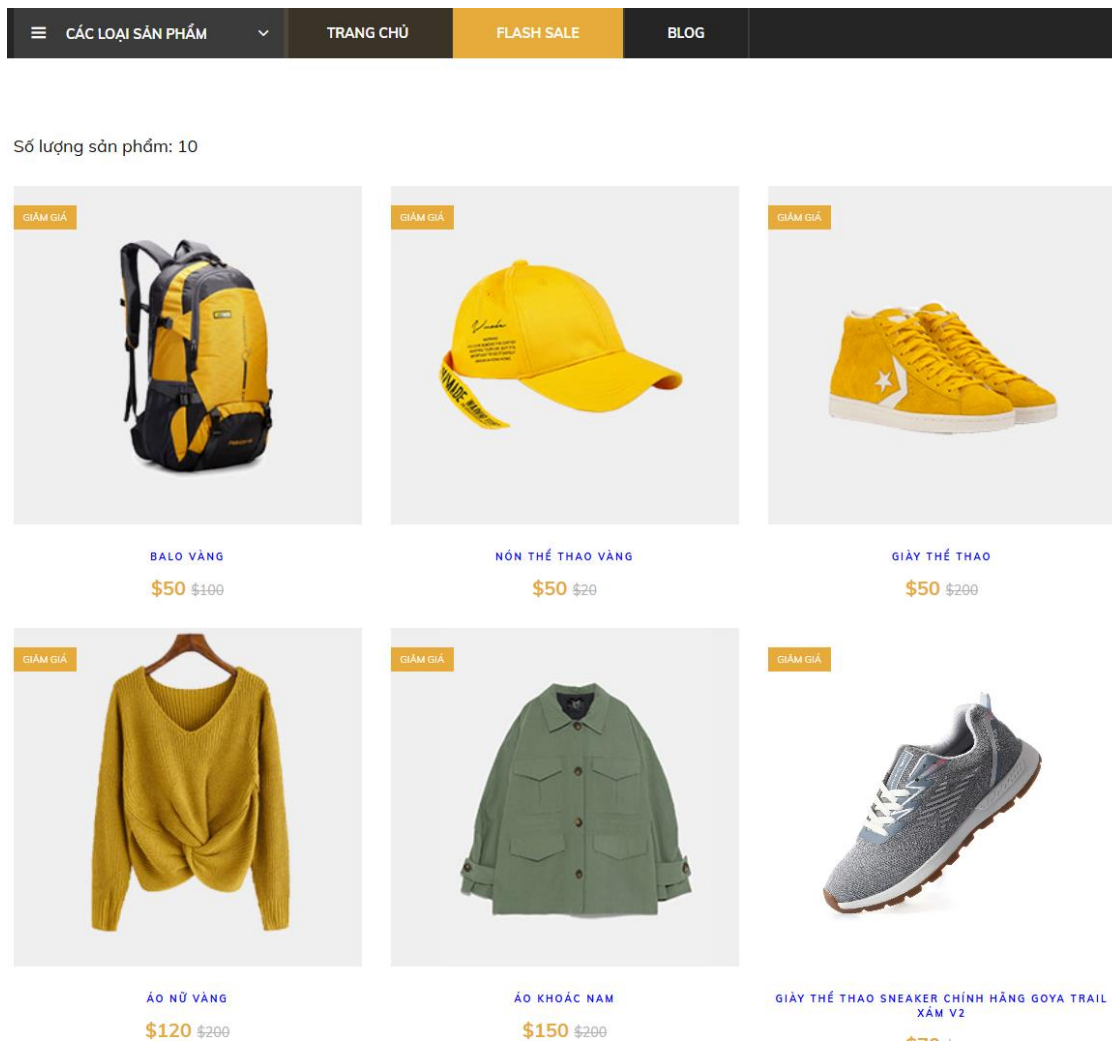 CÁC LOẠI SẢN PHẨM TRANG CHỦ FLASH SALE BLOG
Số lượng sản phẩm: 10
GIẢM GIÁ GIẢM GIÁ GIẢM GIÁ
BALO VÀNG NÓN THỂ THAO VÀNG GIÀY THỂ THAO
$50 $100 $50 $20 $50 $200
GIẢM GIÁ GIẢM GIÁ GIẢM GIÁ
ÁO NỮ VÀNG ÁO KHOÁC NAM GIÀY THỂ THAO SNEAKER CHÍNH HÃNG GOYA TRAIL
XÁM V2
$120 $200 $150 $200 $70